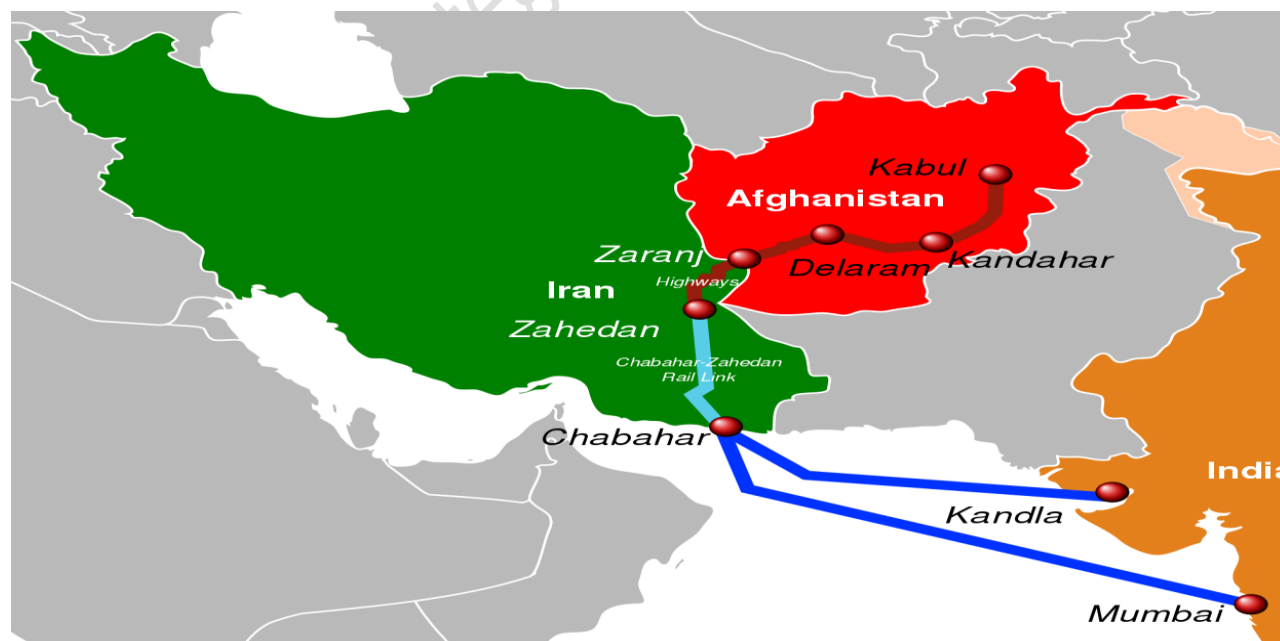 Kabul
Afghanistan
Zaranj
Delaram
Kandahar
Highways
Iran
Zahedan
Chabahar-Zahedan
Rail Link
Chabahar
India
Kandla
Mumbai